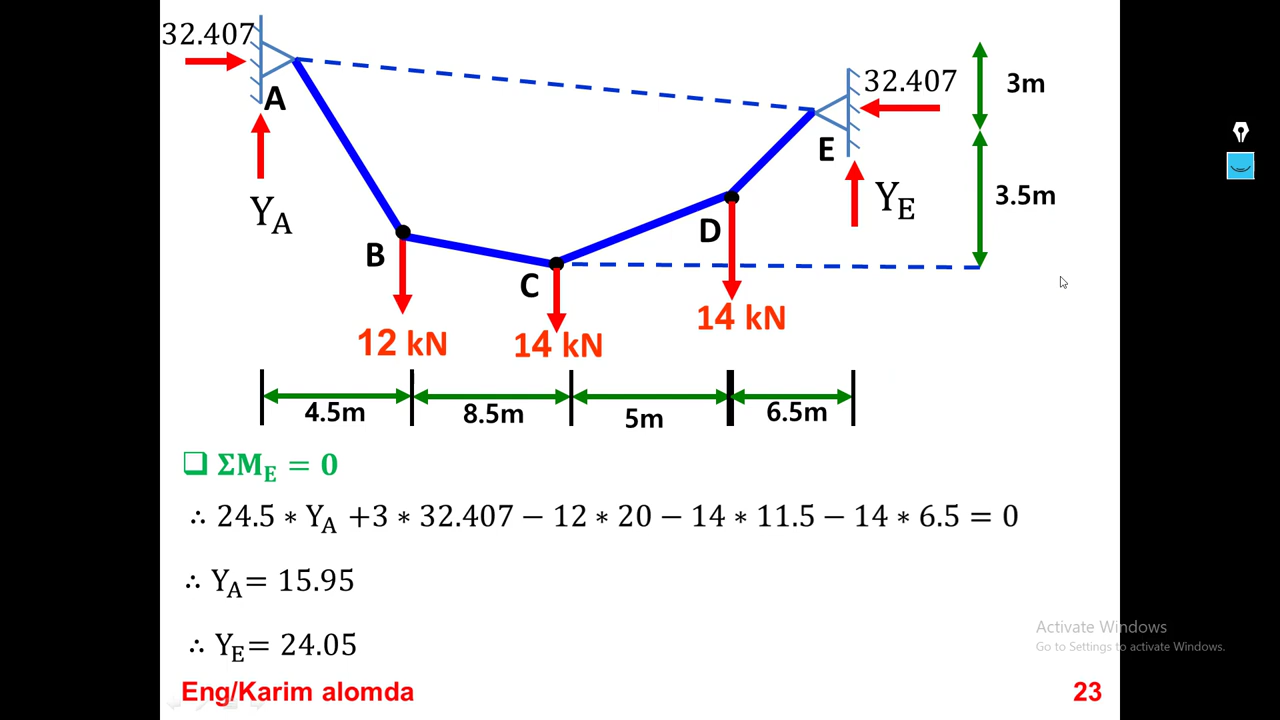 32.407
A
Y_A
B
C
D
E
32.407
Y_E
3m
3.5m
12 kN
14 kN
14 kN
4.5m
8.5m
5m
6.5m
❑ ΣM_E = 0
∴ 24.5 ∗ Y_A +3 ∗ 32.407 − 12 ∗ 20 − 14 ∗ 11.5 − 14 ∗ 6.5 = 0
∴ Y_A= 15.95
∴ Y_E= 24.05
Activate Windows
Go to Settings to activate Windows.
Eng/Karim alomda
23